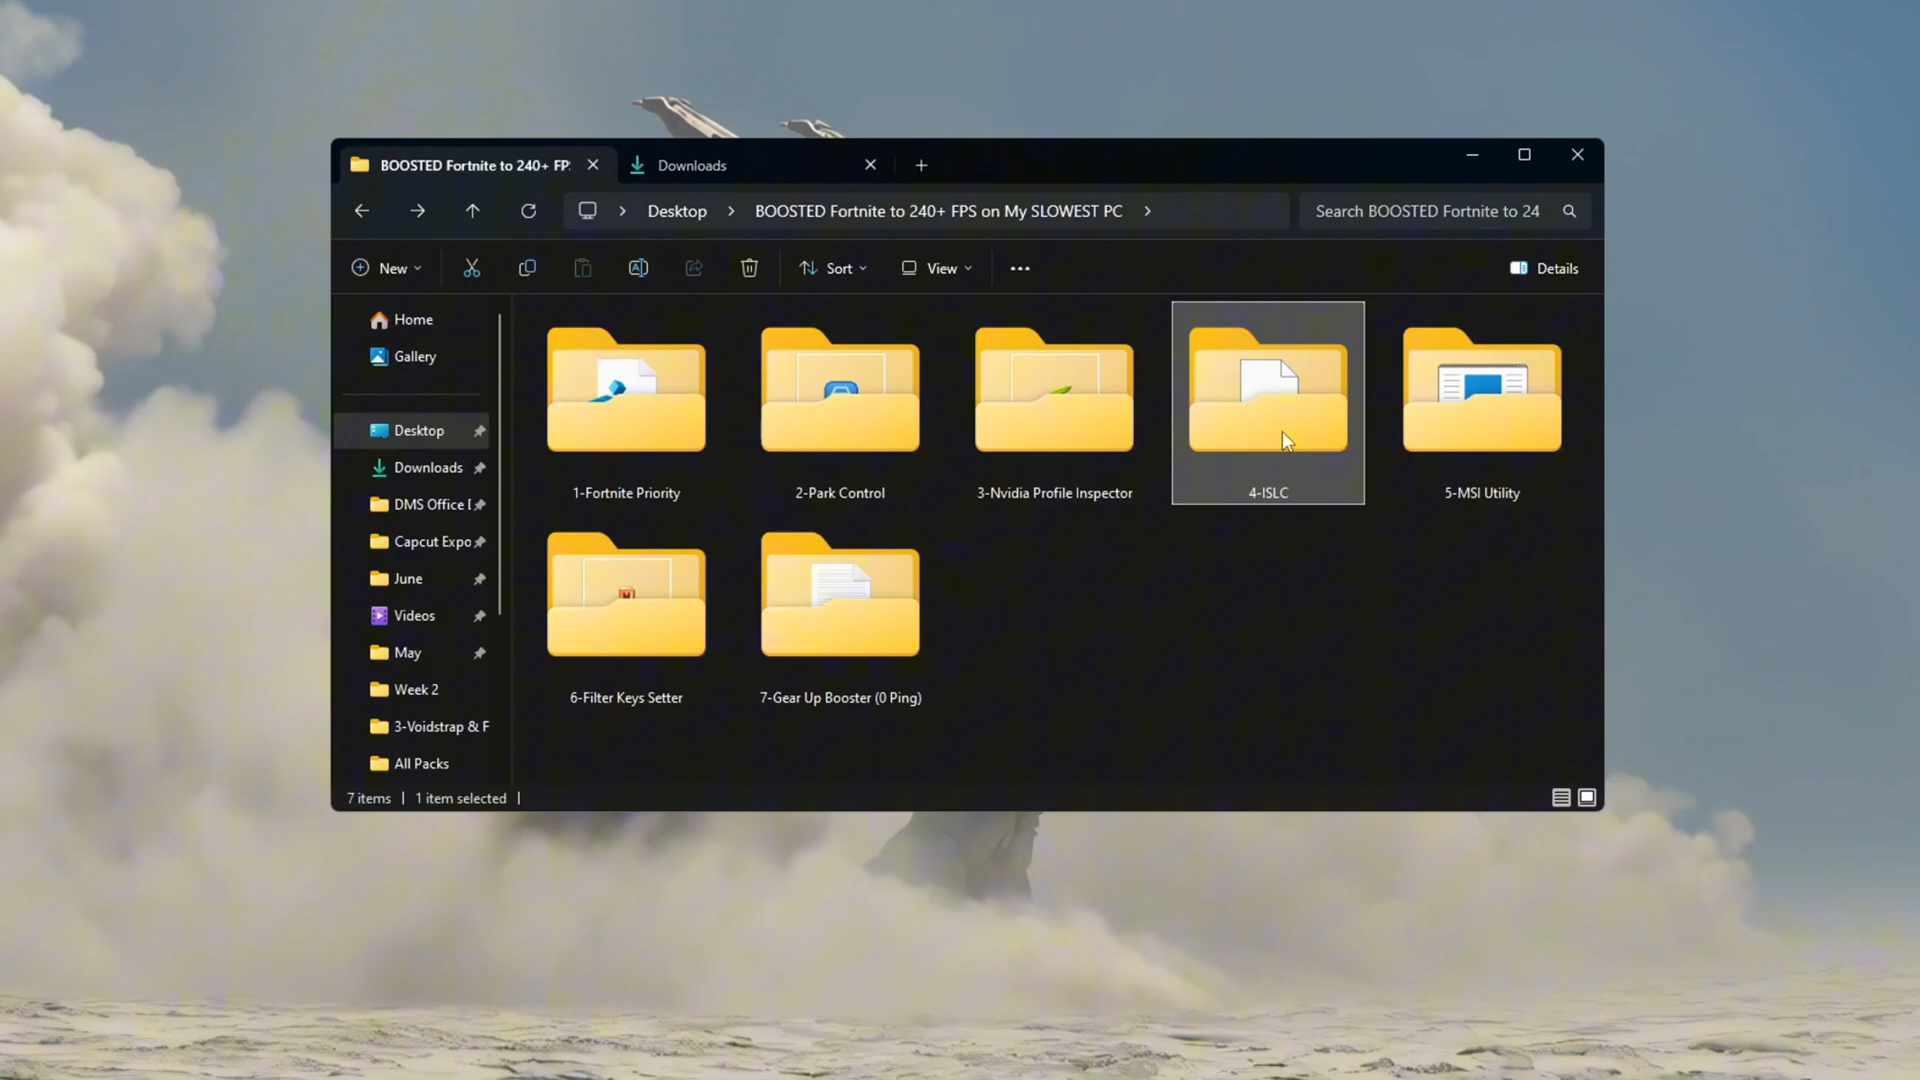 BOOSTED Fortnite to 240+ FP
Downloads
Desktop
BOOSTED Fortnite to 240+ FPS on My SLOWEST PC
Search BOOSTED Fortnite to 24
New
Sort
View
Details
Home
Gallery
Desktop
Downloads
DMS Office
Capcut Expo
June
Videos
May
Week 2
3-Voidstrap & F
All Packs
1-Fortnite Priority
2-Park Control
3-Nvidia Profile Inspector
4-ISLC
5-MSI Utility
6-Filter Keys Setter
7-Gear Up Booster (0 Ping)
7 items
1 item selected